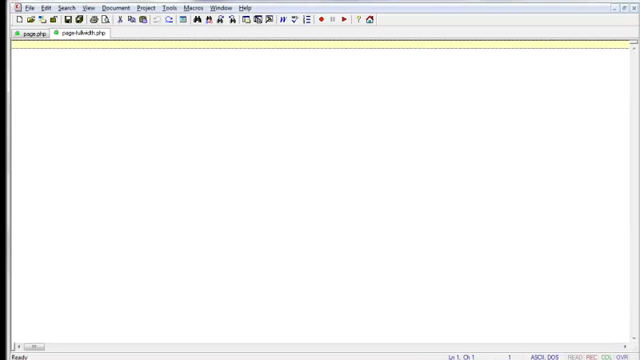 File Edit Search View Document Project Tools Macros Window Help
page.php page-fullwidth.php
Ready Ln 1, Ch 1 1 ASCII, DOS READ REC COL OVR